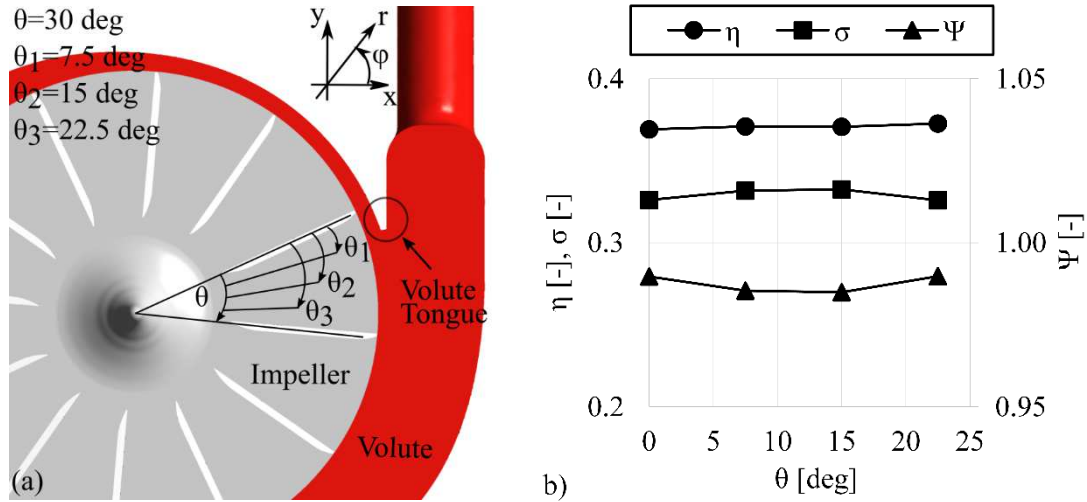 θ=30 deg
θ1=7.5 deg
θ2=15 deg
θ3=22.5 deg
y
r
φ
x
θ1
θ2
θ
θ3
Volute
Tongue
Impeller
Volute
(a)
η σ Ψ
0.4
0.3
0.2
η [-], σ [-]
1.05
1.00
0.95
Ψ [-]
0 5 10 15 20 25
θ [deg]
b)